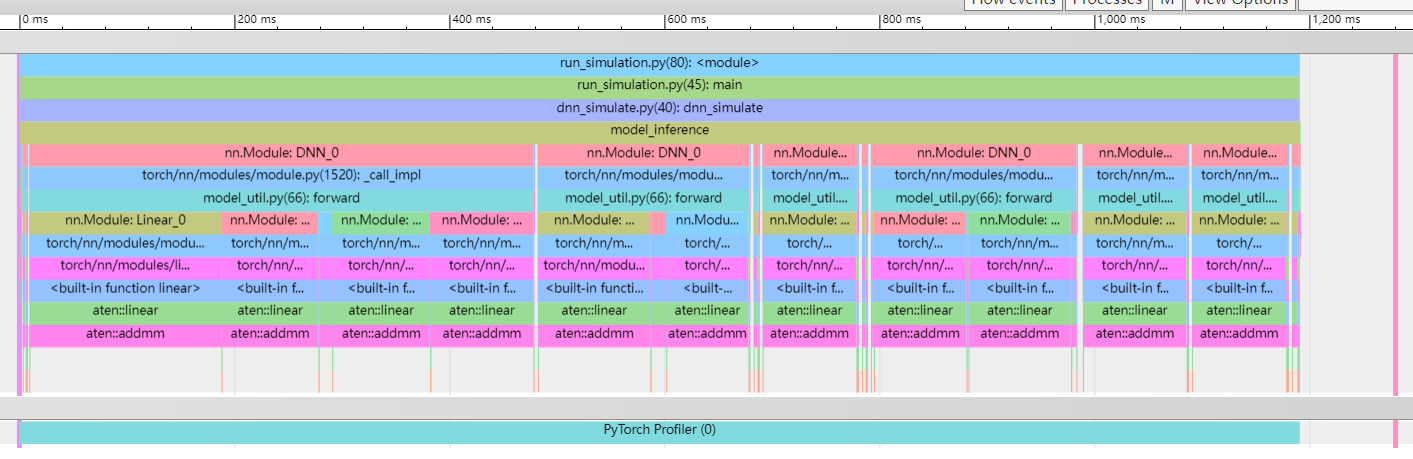 Flow events Processes M View Options
0 ms 200 ms 400 ms 600 ms 800 ms 1,000 ms 1,200 ms
run_simulation.py(80): <module>
run_simulation.py(45): main
dnn_simulate.py(40): dnn_simulate
model_inference
nn.Module: DNN_0 nn.Module: DNN_0 nn.Module... nn.Module: DNN_0 nn.Module... nn.Module...
torch/nn/modules/module.py(1520): _call_impl torch/nn/modules/modu... torch/nn/m... torch/nn/modules/modu... torch/nn/m... torch/nn/m...
model_util.py(66): forward model_util.py(66): forward model_util.... model_util.py(66): forward model_util.... model_util....
nn.Module: Linear_0 nn.Module: ... nn.Module: ... nn.Module: ... nn.Module: ... nn.Modu... nn.Module: ... nn.Module: ... nn.Module: ... nn.Module: ... nn.Module: ...
torch/nn/modules/modu... torch/nn/m... torch/nn/m... torch/nn/m... torch/nn/m... torch/... torch/... torch/... torch/nn/m... torch/nn/m... torch/...
torch/nn/modules/li... torch/nn/... torch/nn/... torch/nn/... torch/nn/modu... torch/... torch/nn/... torch/nn/... torch/nn/... torch/nn/... torch/nn/...
<built-in function linear> <built-in f... <built-in f... <built-in f... <built-in functi... <built-... <built-in f... <built-in f... <built-in f... <built-in f... <built-in f...
aten::linear aten::linear aten::linear aten::linear aten::linear aten::linear aten::linear aten::linear aten::linear aten::linear aten::linear
aten::addmm aten::addmm aten::addmm aten::addmm aten::addmm aten::addmm aten::addmm aten::addmm aten::addmm aten::addmm aten::addmm
PyTorch Profiler (0)